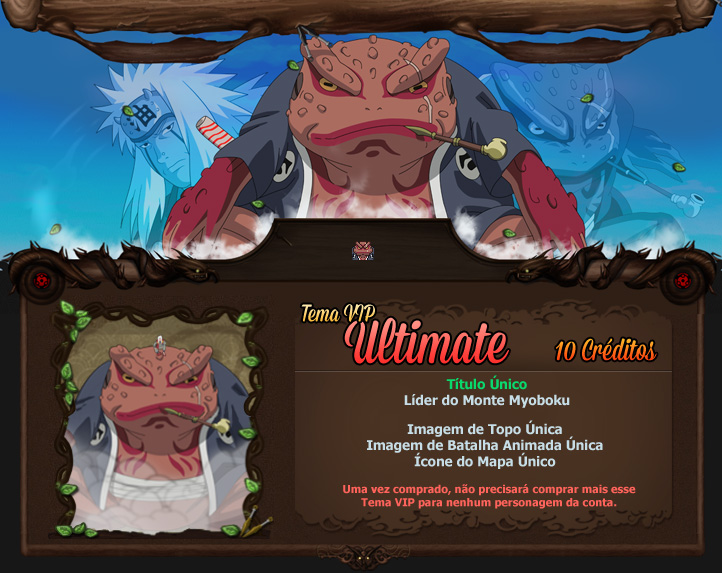 Tema VIP
Ultimate
10 Créditos
Título Único
Líder do Monte Myoboku
Imagem de Topo Única
Imagem de Batalha Animada Única
Ícone do Mapa Único
Uma vez comprado, não precisará comprar mais esse
Tema VIP para nenhum personagem da conta.